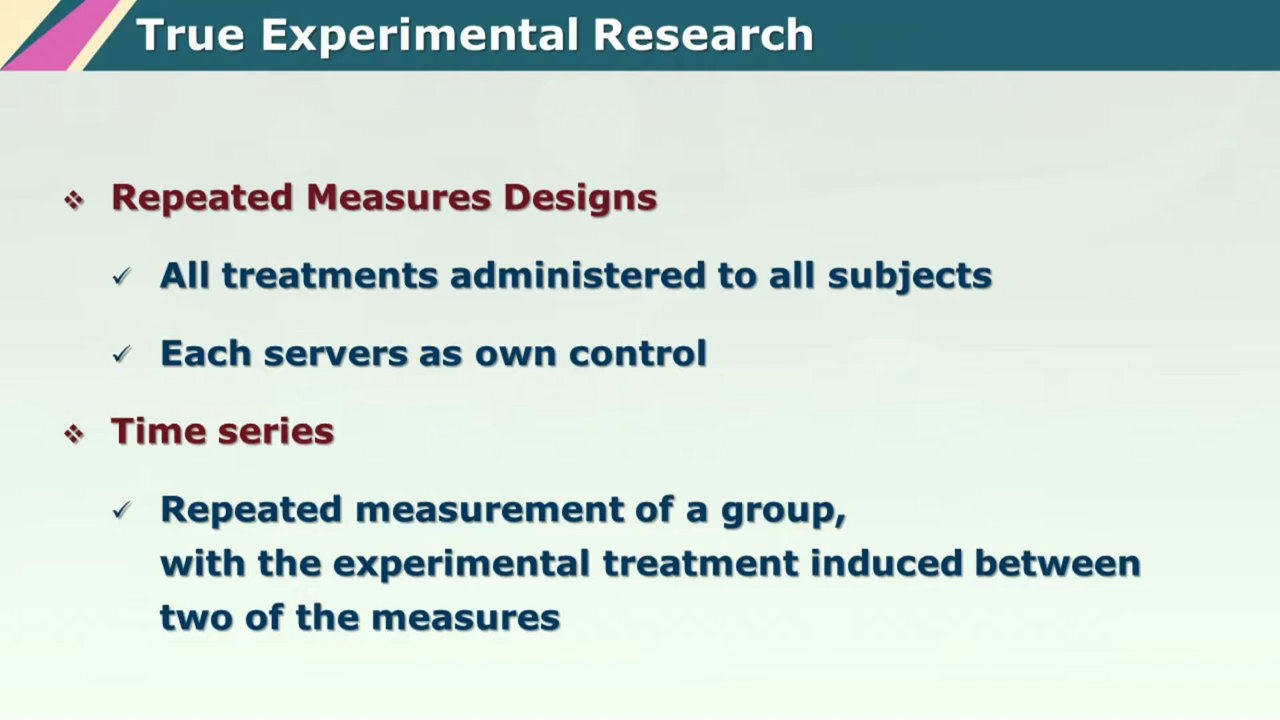 True Experimental Research
❖ Repeated Measures Designs
✓ All treatments administered to all subjects
✓ Each servers as own control
❖ Time series
✓ Repeated measurement of a group,
with the experimental treatment induced between
two of the measures